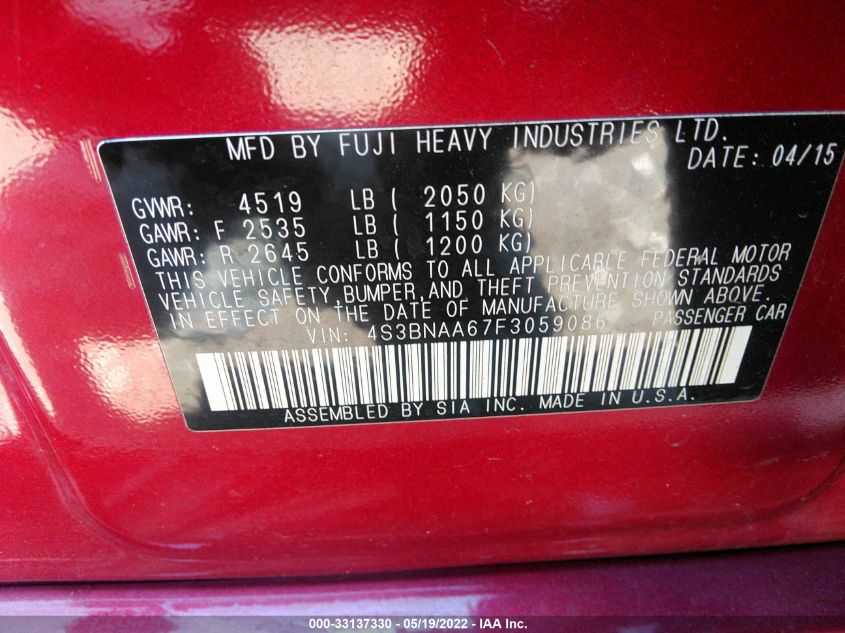 MFD BY FUJI HEAVY INDUSTRIES LTD.
DATE: 04/15
GVWR: 4519 LB ( 2050 KG)
GAWR: F 2535 LB ( 1150 KG)
GAWR: R 2645 LB ( 1200 KG)
THIS VEHICLE CONFORMS TO ALL APPLICABLE FEDERAL MOTOR
VEHICLE SAFETY,BUMPER,AND THEFT PREVENTION STANDARDS
IN EFFECT ON THE DATE OF MANUFACTURE SHOWN ABOVE.
VIN: 4S3BNAA67F3059086 PASSENGER CAR
ASSEMBLED BY SIA INC. MADE IN U.S.A.
000-33137330 - 05/19/2022 - IAA Inc.